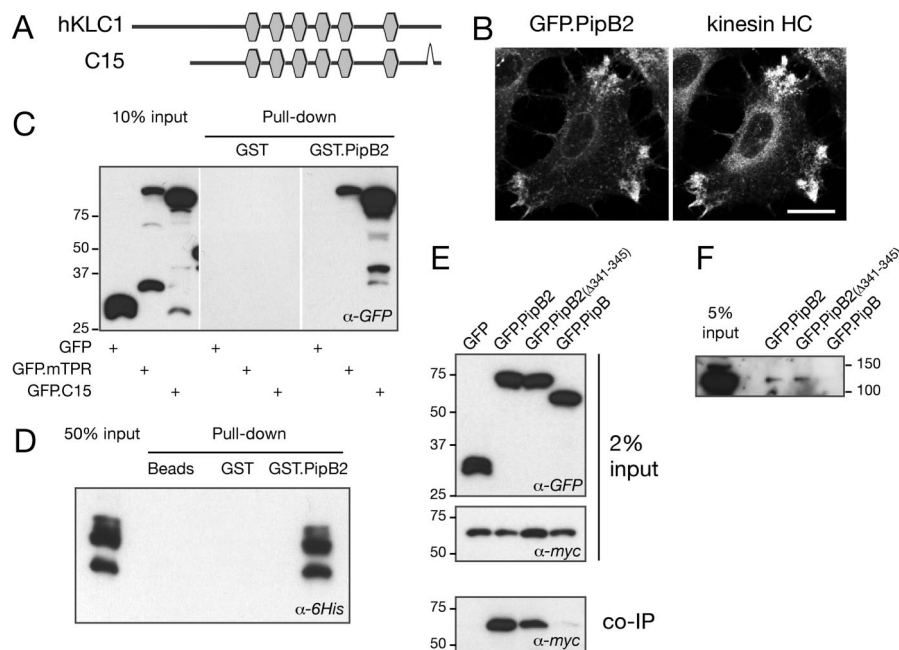 A
hKLC1
C15
B
GFP.PipB2
kinesin HC
C
10% input
Pull-down
GST
GST.PipB2
75
50
37
25
α-GFP
GFP + + +
GFP.mTPR + + +
GFP.C15 + + +
D
50% input
Pull-down
Beads
GST
GST.PipB2
α-6His
E
GFP
GFP.PipB2
GFP.PipB2(Δ341-345)
GFP.PipB
75
50
37
25
α-GFP
2% input
75
50
α-myc
75
50
α-myc
co-IP
F
5% input
GFP.PipB2
GFP.PipB2(Δ341-345)
GFP.PipB
150
100